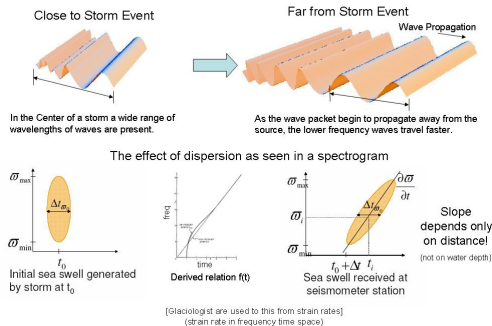 Close to Storm Event
Far from Storm Event
Wave Propagation
In the Center of a storm a wide range of
wavelengths of waves are present.
As the wave packet begin to propagate away from the
source, the lower frequency waves travel faster.
The effect of dispersion as seen in a spectrogram
ϖmax
Δtϖ0
ϖmin
t0
Initial sea swell generated
by storm at t0
freq
time
Derived relation f(t)
ϖmax
Δtϖi
∂ϖ
∂t
ϖi
ϖmin
t0 + Δt
ti
Sea swell received at
seismometer station
Slope
depends only
on distance!
(not on water depth)
[Glaciologist are used to this from strain rates]
(strain rate in frequency time space)